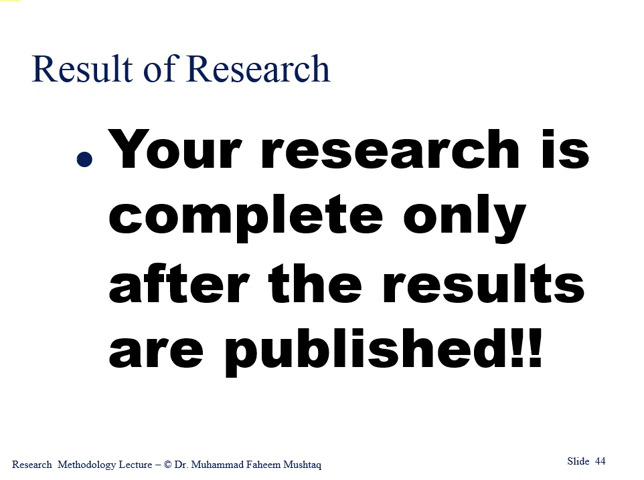 Result of Research
● Your research is
complete only
after the results
are published!!
Research Methodology Lecture – © Dr. Muhammad Faheem Mushtaq
Slide 44